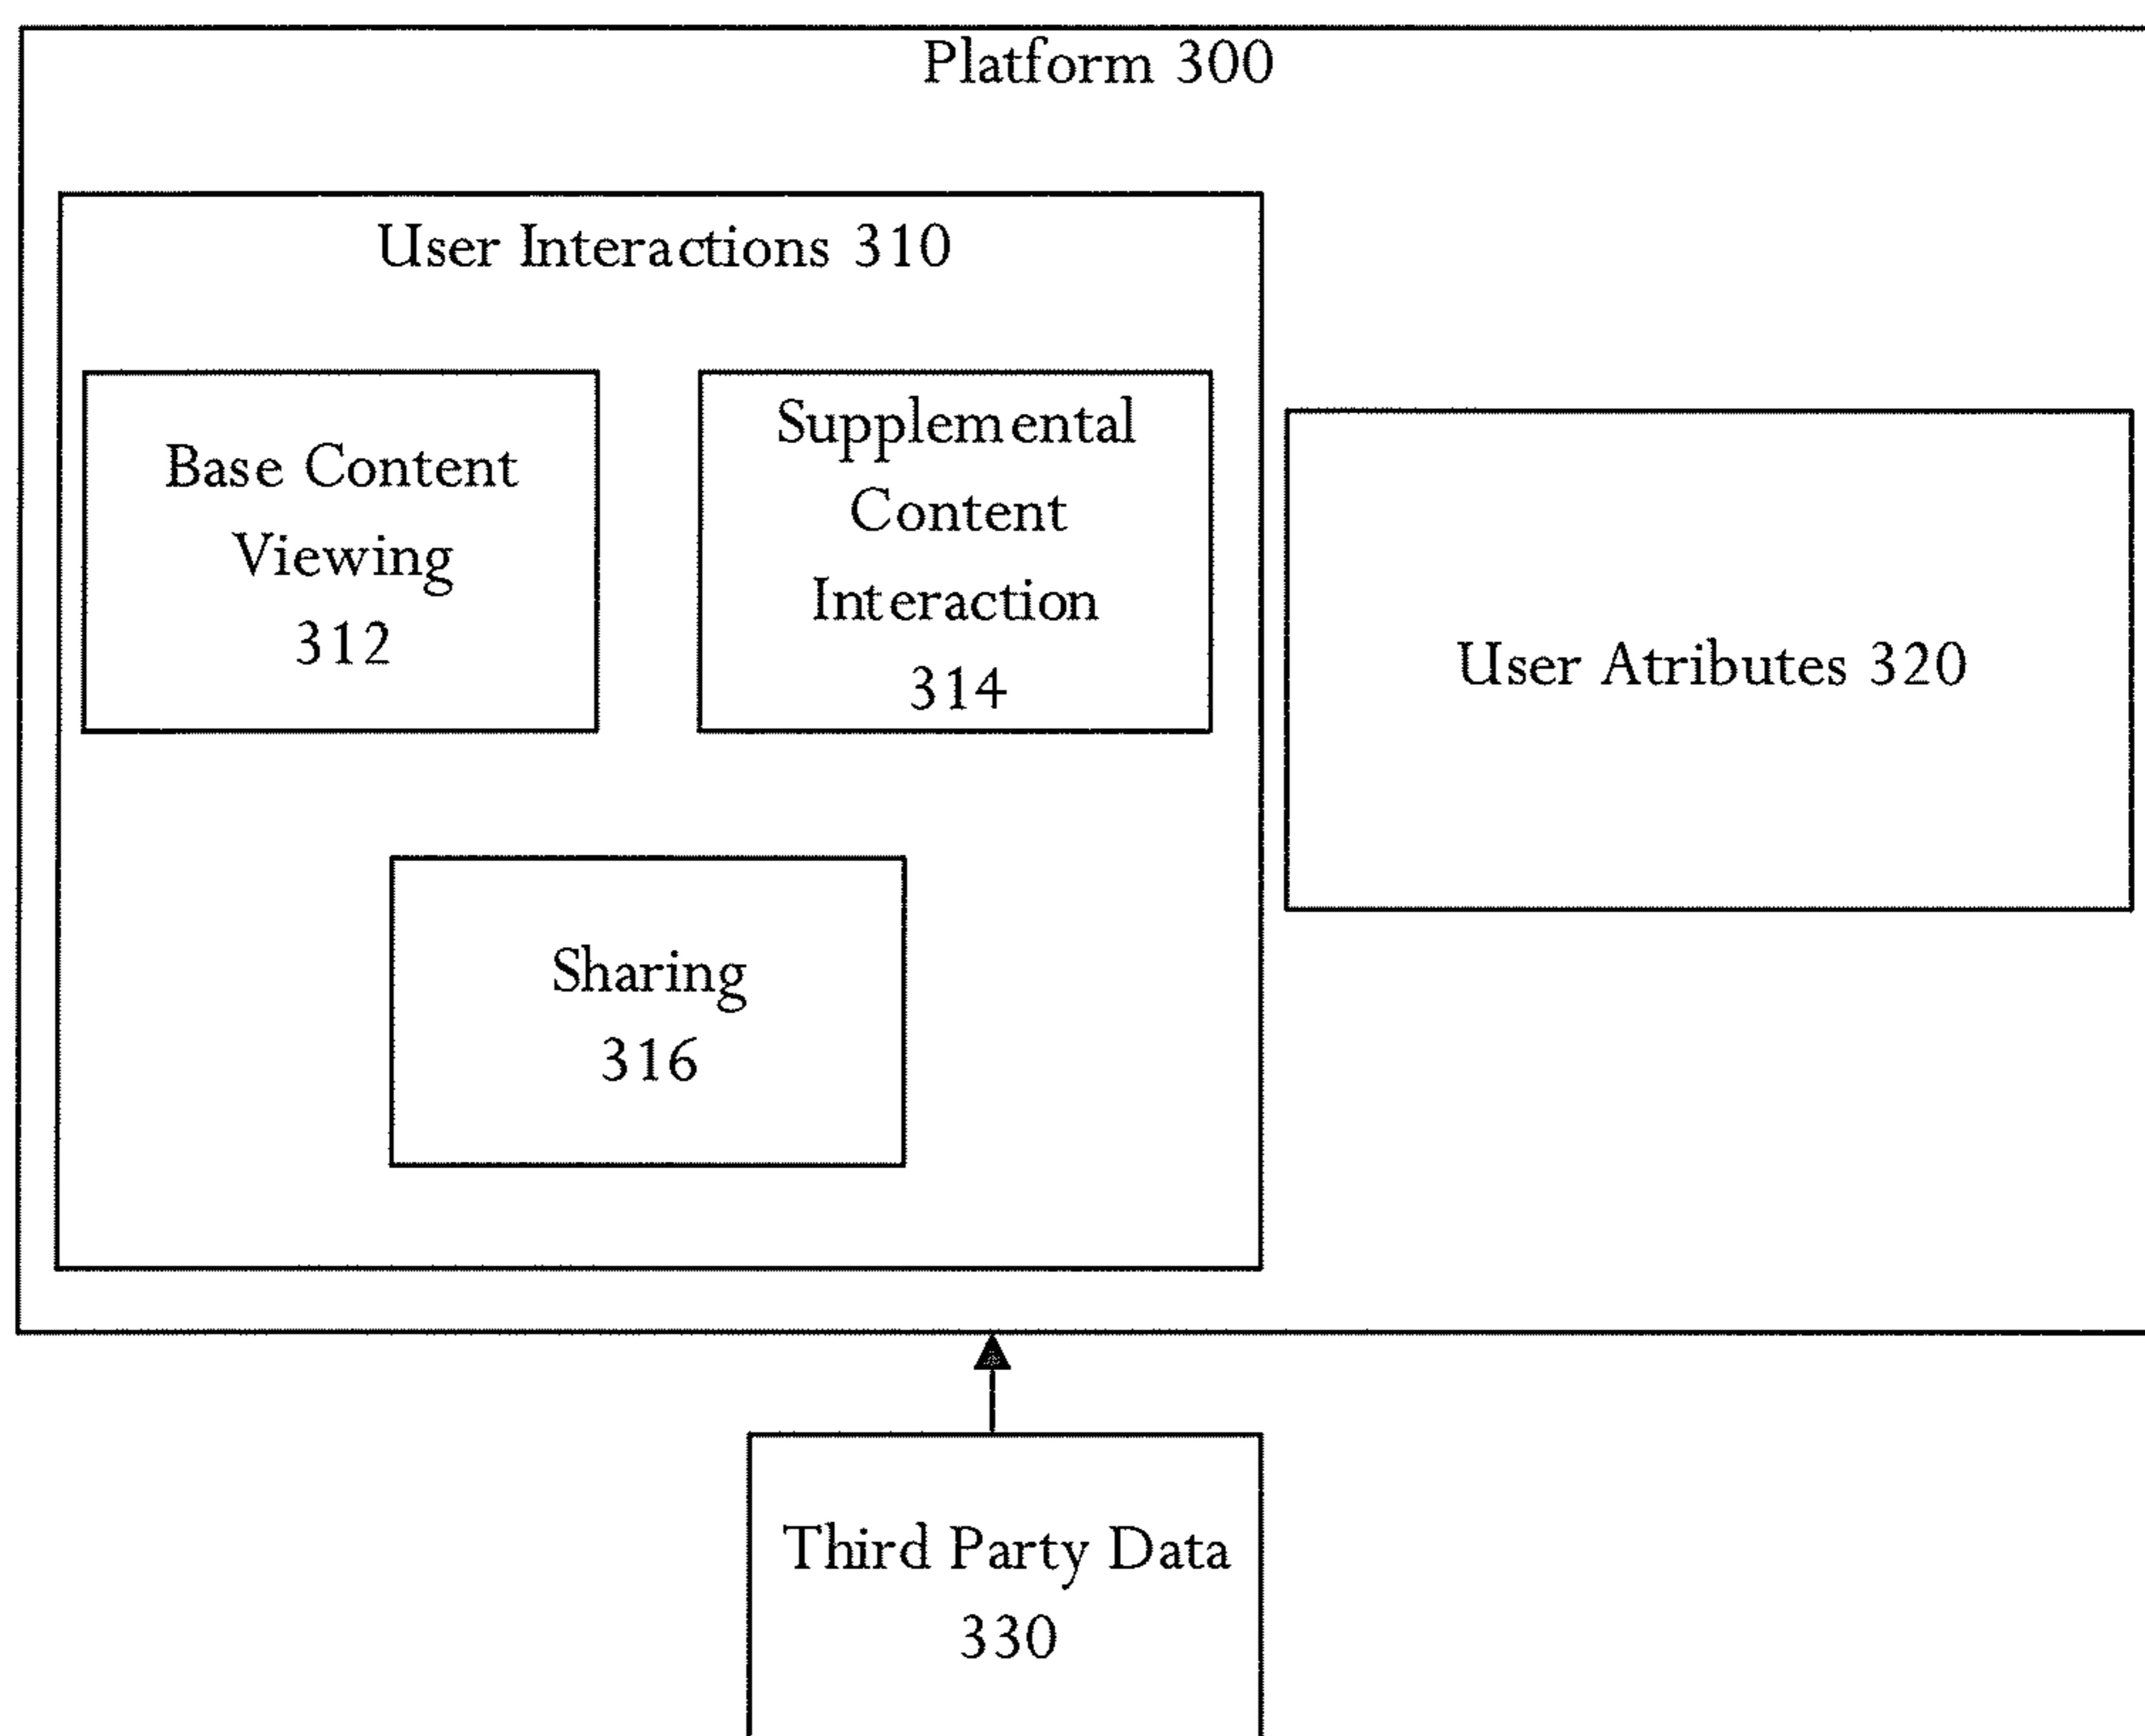 Platform 300
User Interactions 310
Base Content
Viewing
312
Supplemental
Content
Interaction
314
User Atributes 320
Sharing
316
Third Party Data
330